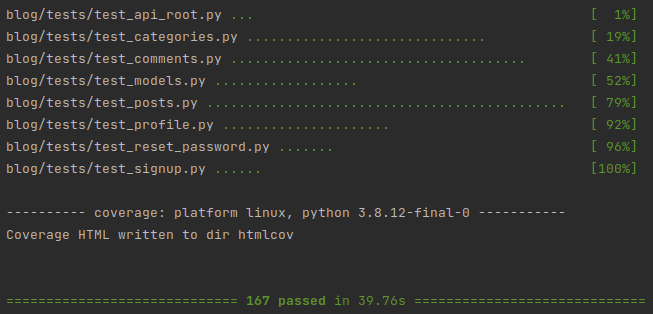 blog/tests/test_api_root.py ... [  1%]
blog/tests/test_categories.py .............................. [ 19%]
blog/tests/test_comments.py ..................................... [ 41%]
blog/tests/test_models.py .................. [ 52%]
blog/tests/test_posts.py ............................................. [ 79%]
blog/tests/test_profile.py ..................... [ 92%]
blog/tests/test_reset_password.py ....... [ 96%]
blog/tests/test_signup.py ...... [100%]
---------- coverage: platform linux, python 3.8.12-final-0 -----------
Coverage HTML written to dir htmlcov
============================= 167 passed in 39.76s =============================